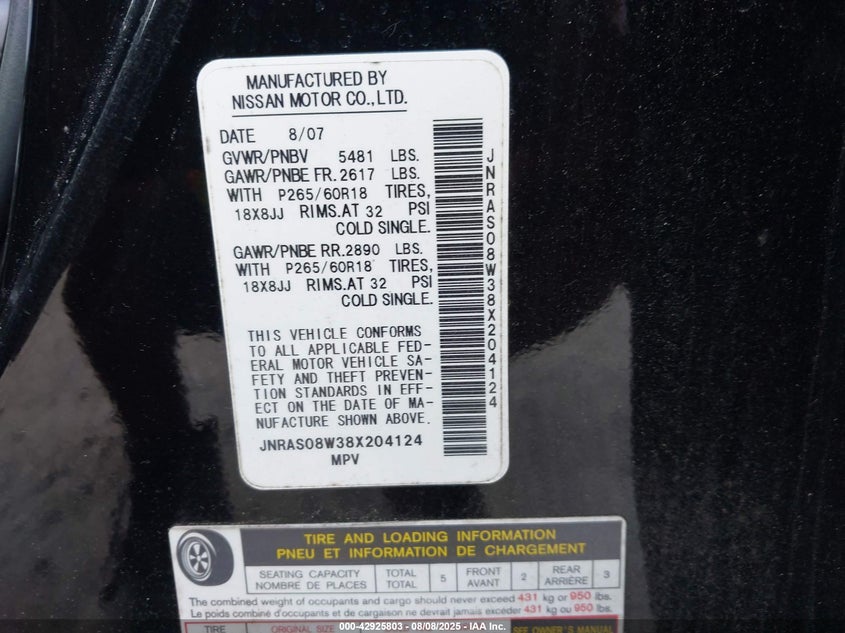 MANUFACTURED BY
NISSAN MOTOR CO.,LTD.
DATE 8/07
GVWR/PNBV 5481 LBS.
GAWR/PNBE FR. 2617 LBS.
WITH P265/60R18 TIRES,
18X8JJ RIMS.AT 32 PSI
COLD SINGLE.
GAWR/PNBE RR. 2890 LBS.
WITH P265/60R18 TIRES,
18X8JJ RIMS.AT 32 PSI
COLD SINGLE.
THIS VEHICLE CONFORMS
TO ALL APPLICABLE FED-
ERAL MOTOR VEHICLE SA-
FETY AND THEFT PREVEN-
TION STANDARDS IN EFF-
ECT ON THE DATE OF MA-
NUFACTURE SHOWN ABOVE.
JNRAS08W38X204124
MPV
JNRAS08W38X204124
TIRE AND LOADING INFORMATION
PNEU ET INFORMATION DE CHARGEMENT
SEATING CAPACITY TOTAL 5 FRONT 2 REAR 3
NOMBRE DE PLACES TOTAL AVANT ARRIÈRE
The combined weight of occupants and cargo should never exceed 431 kg or 950 lbs.
Le poids combiné des occupants et du cargaison ne devrait jamais excéder 431 kg ou 950 lbs.
TIRE ORIGINAL SIZE SEE OWNER'S MANUAL
000-42925803 - 08/08/2025 - IAA Inc.